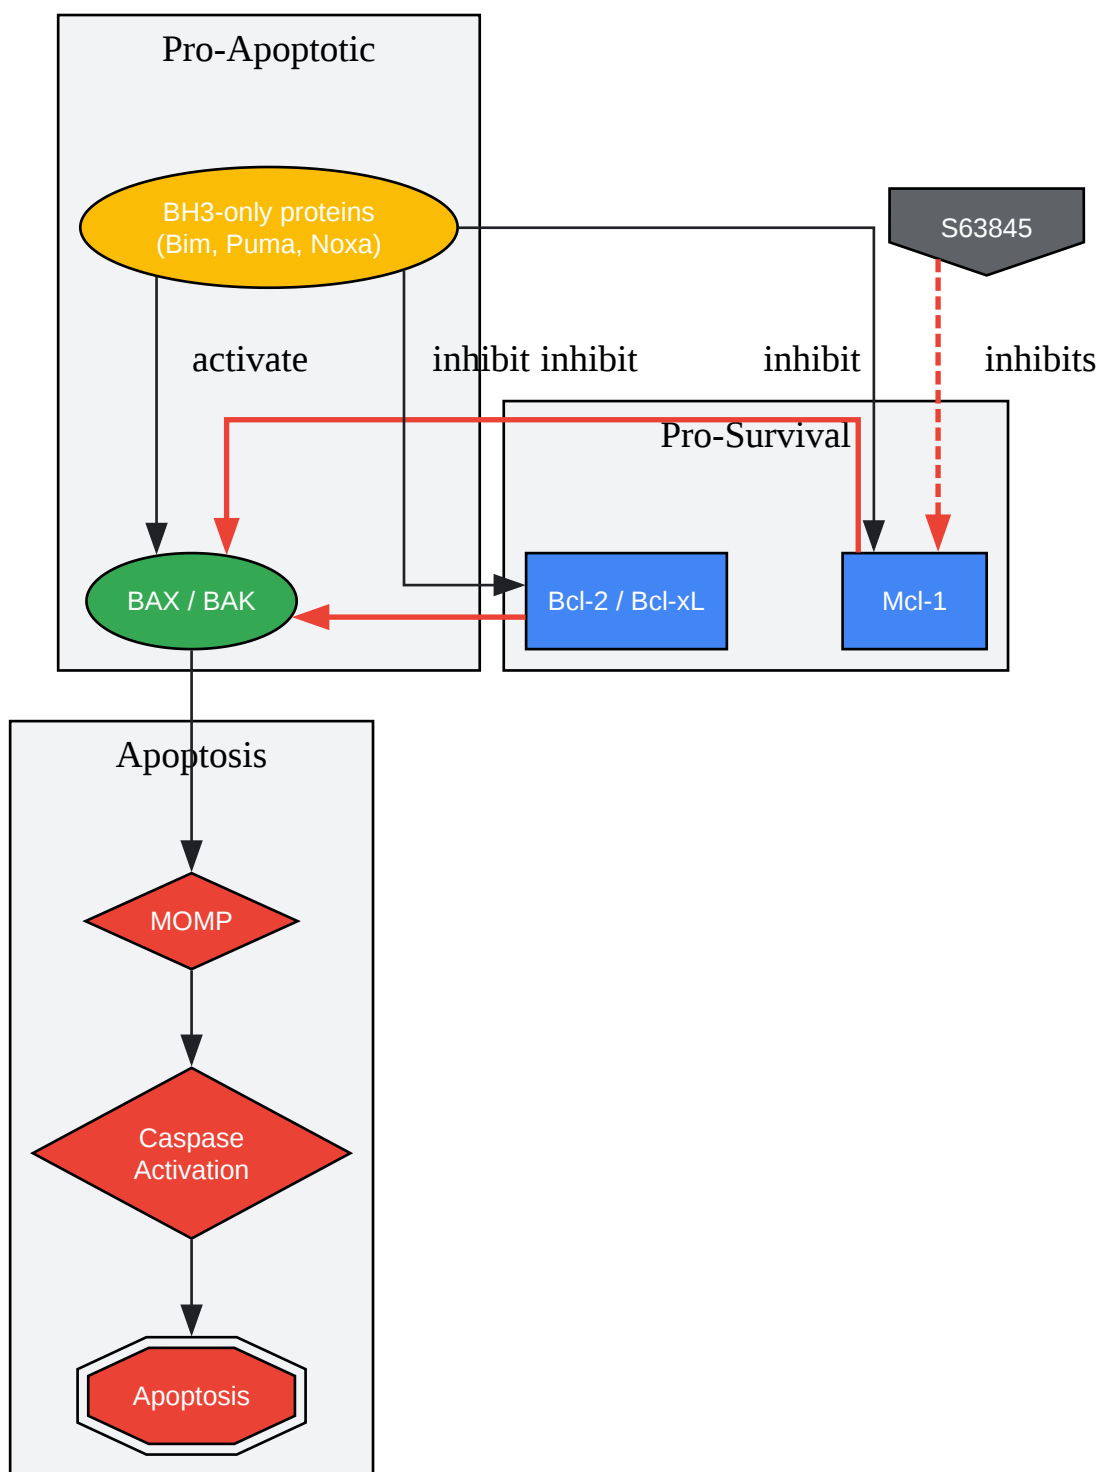 Pro-Apoptotic
BH3-only proteins
(Bim, Puma, Noxa)
S63845
activate
inhibit
inhibit
inhibit
inhibits
Pro-Survival
BAX / BAK
Bcl-2 / Bcl-xL
Mcl-1
Apoptosis
MOMP
Caspase
Activation
Apoptosis